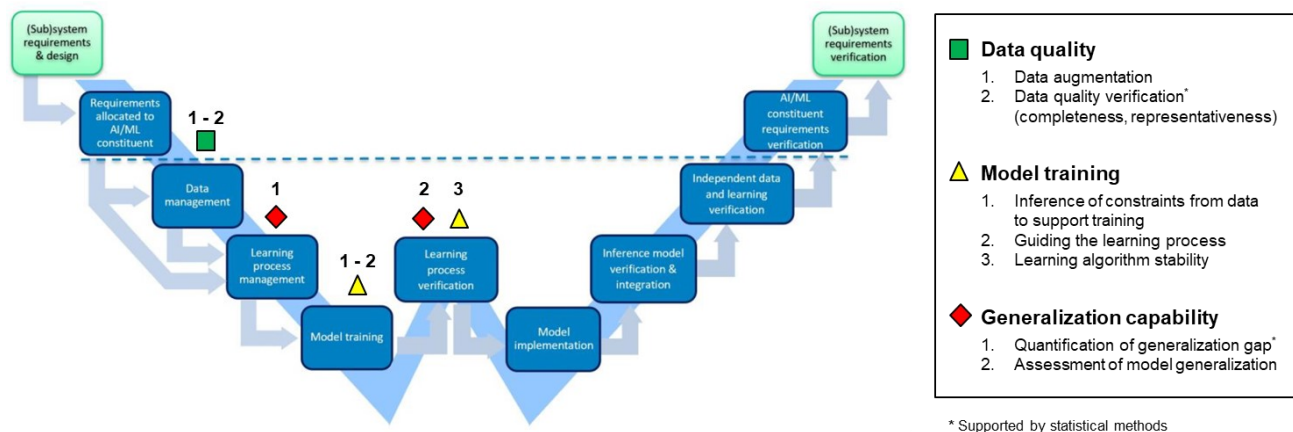 (Sub)system
requirements
& design
Requirements
allocated to
AI/ML
constituent
1 - 2
Data
management
1
Learning
process
management
1 - 2
Model training
2 3
Learning
process
verification
Model
implementation
Inference model
verification &
integration
Independent data
and learning
verification
AI/ML
constituent
requirements
verification
(Sub)system
requirements
verification
Data quality
1. Data augmentation
2. Data quality verification*
(completeness, representativeness)
Model training
1. Inference of constraints from data
to support training
2. Guiding the learning process
3. Learning algorithm stability
Generalization capability
1. Quantification of generalization gap*
2. Assessment of model generalization
* Supported by statistical methods